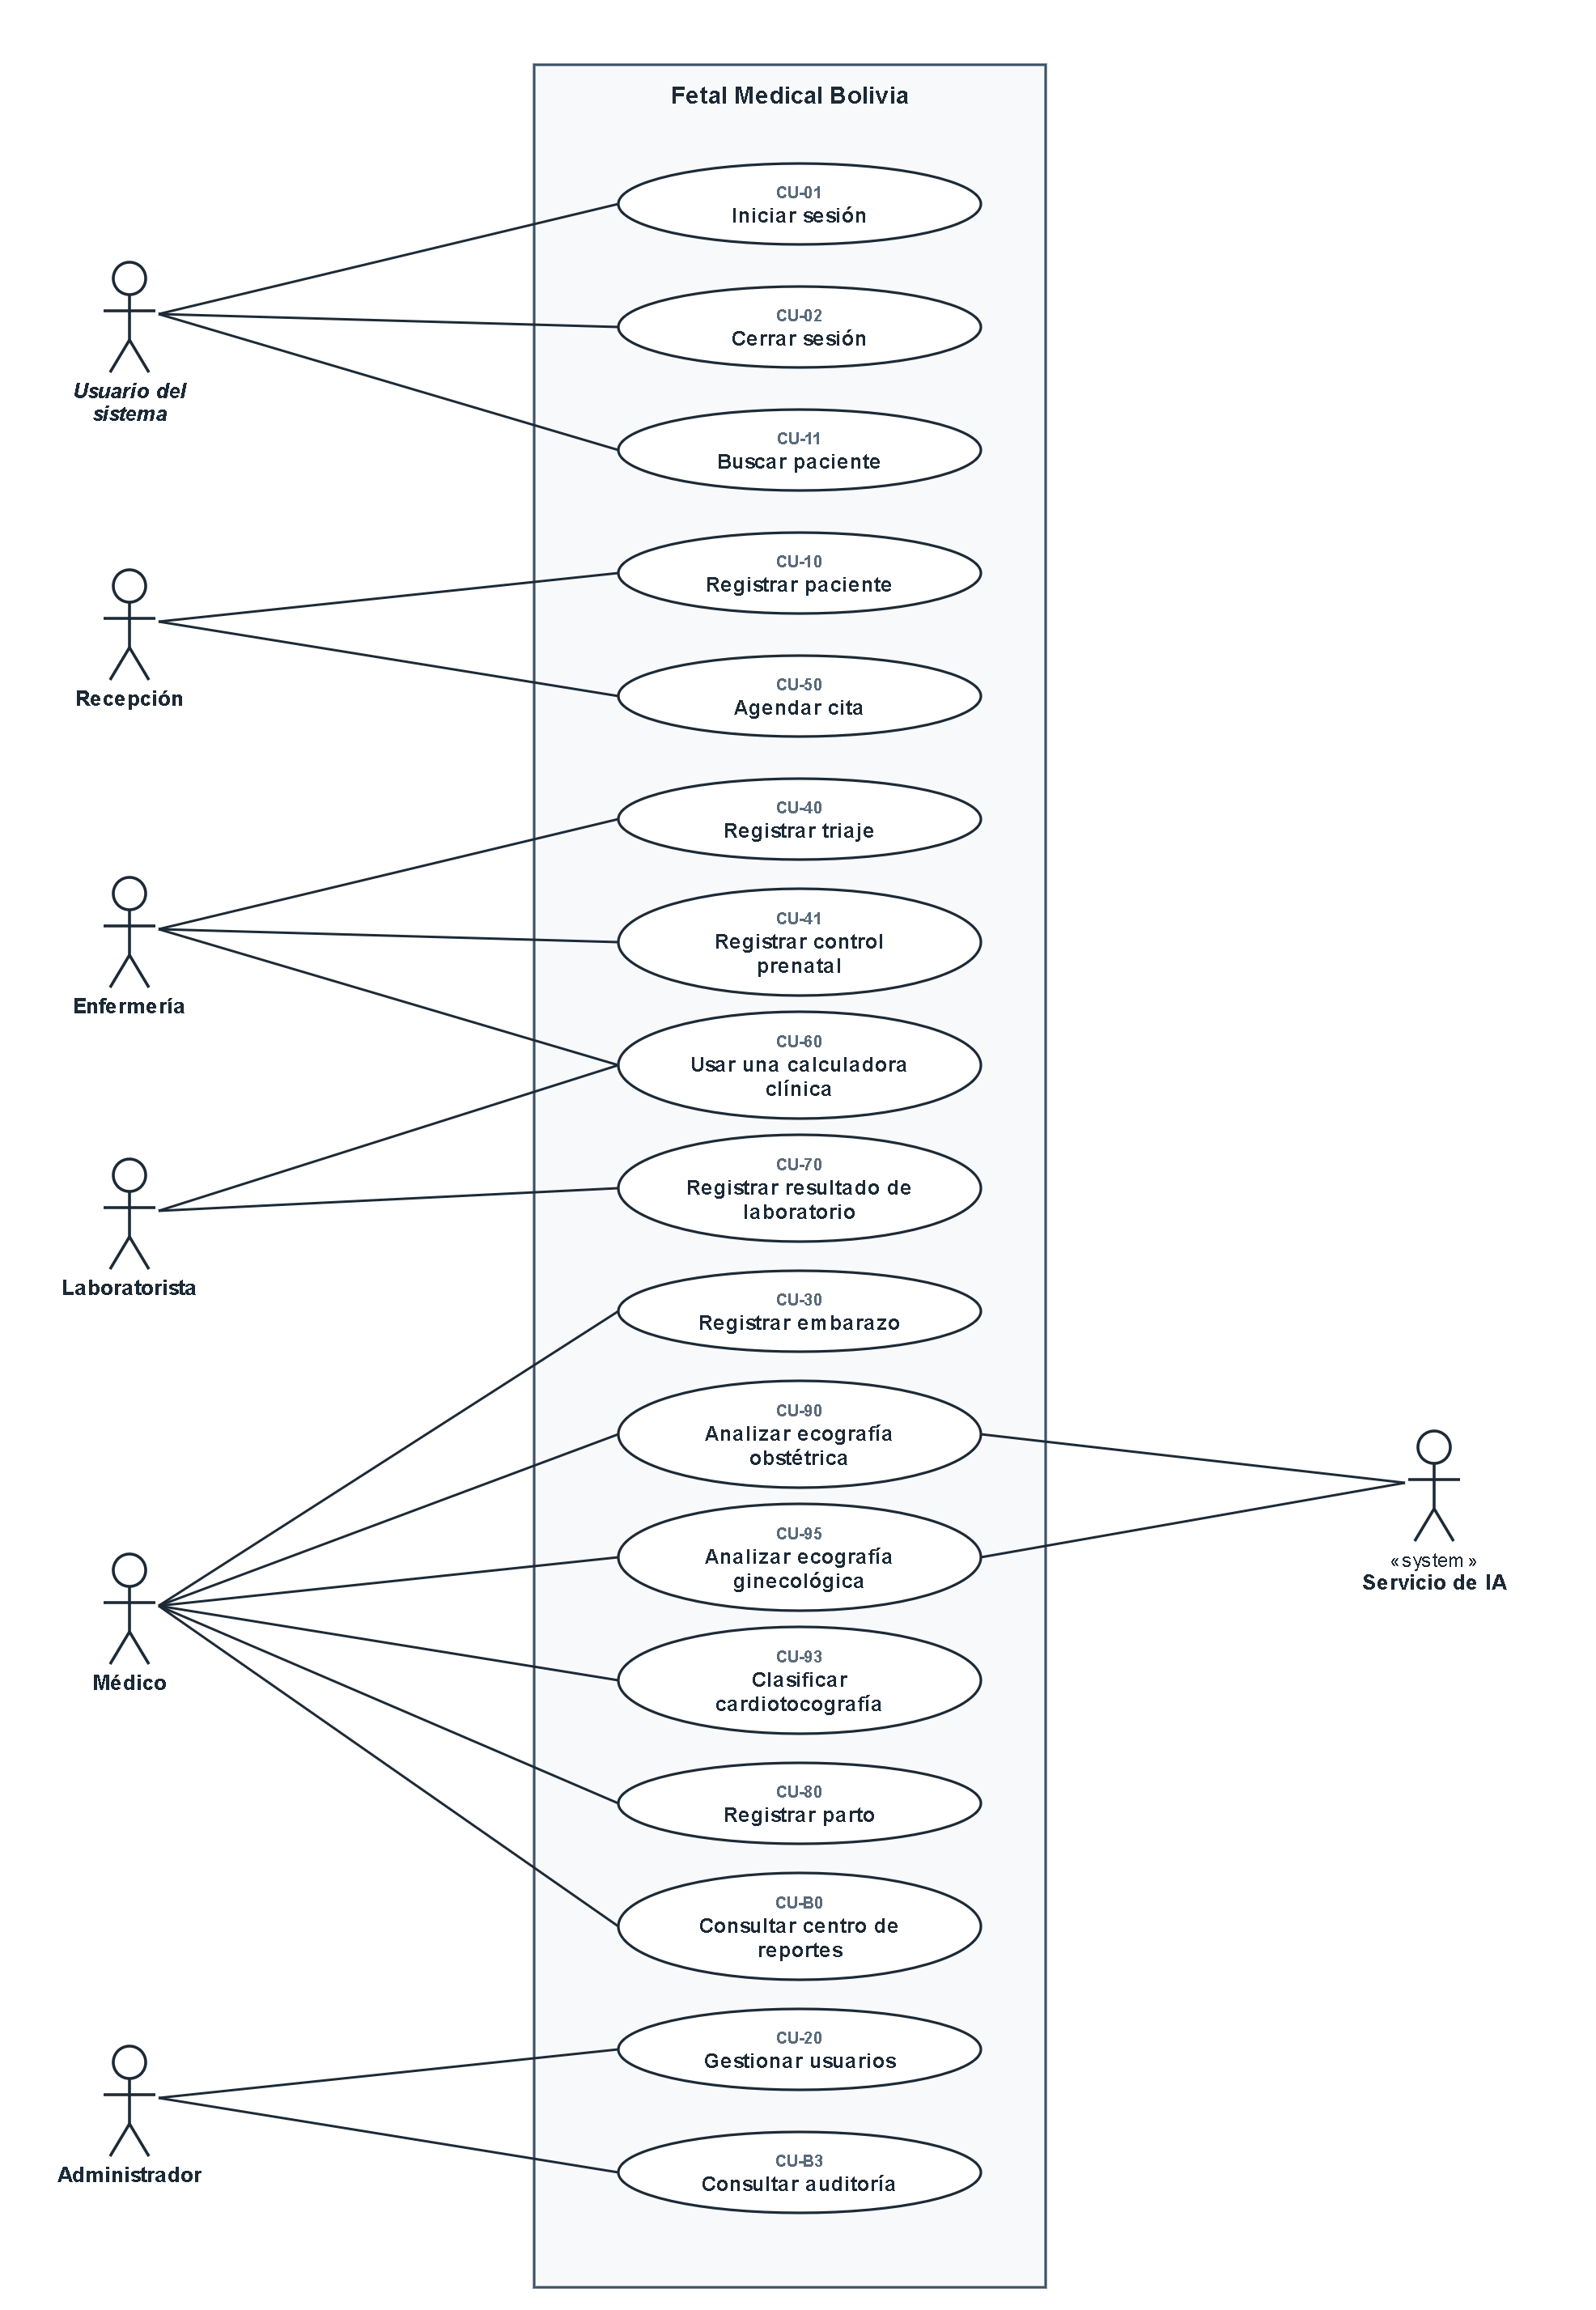 Fetal Medical Bolivia
CU-01
Iniciar sesión
CU-02
Cerrar sesión
Usuario del
sistema
CU-11
Buscar paciente
CU-10
Registrar paciente
Recepción
CU-50
Agendar cita
CU-40
Registrar triaje
CU-41
Registrar control
prenatal
Enfermería
CU-60
Usar una calculadora
clínica
CU-70
Registrar resultado de
laboratorio
Laboratorista
CU-30
Registrar embarazo
CU-90
Analizar ecografía
obstétrica
CU-95
Analizar ecografía
ginecológica
«system»
Servicio de IA
CU-93
Clasificar
cardiotocografía
Médico
CU-80
Registrar parto
CU-B0
Consultar centro de
reportes
CU-20
Gestionar usuarios
CU-B3
Consultar auditoría
Administrador